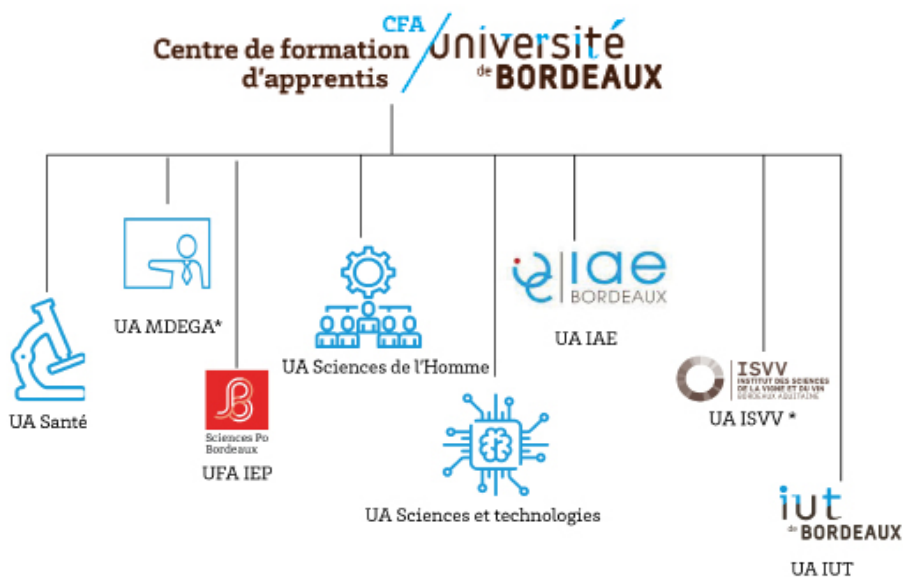 CFA
Centre de formation
d'apprentis
université
de BORDEAUX
UA MDEGA*
UA Santé
Sciences Po
Bordeaux
UFA IEP
UA Sciences de l'Homme
UA Sciences et technologies
iae
BORDEAUX
UA IAE
ISVV
INSTITUT DES SCIENCES
DE LA VIGNE ET DU VIN
BORDEAUX AQUITAINE
UA ISVV *
iut
de BORDEAUX
UA IUT